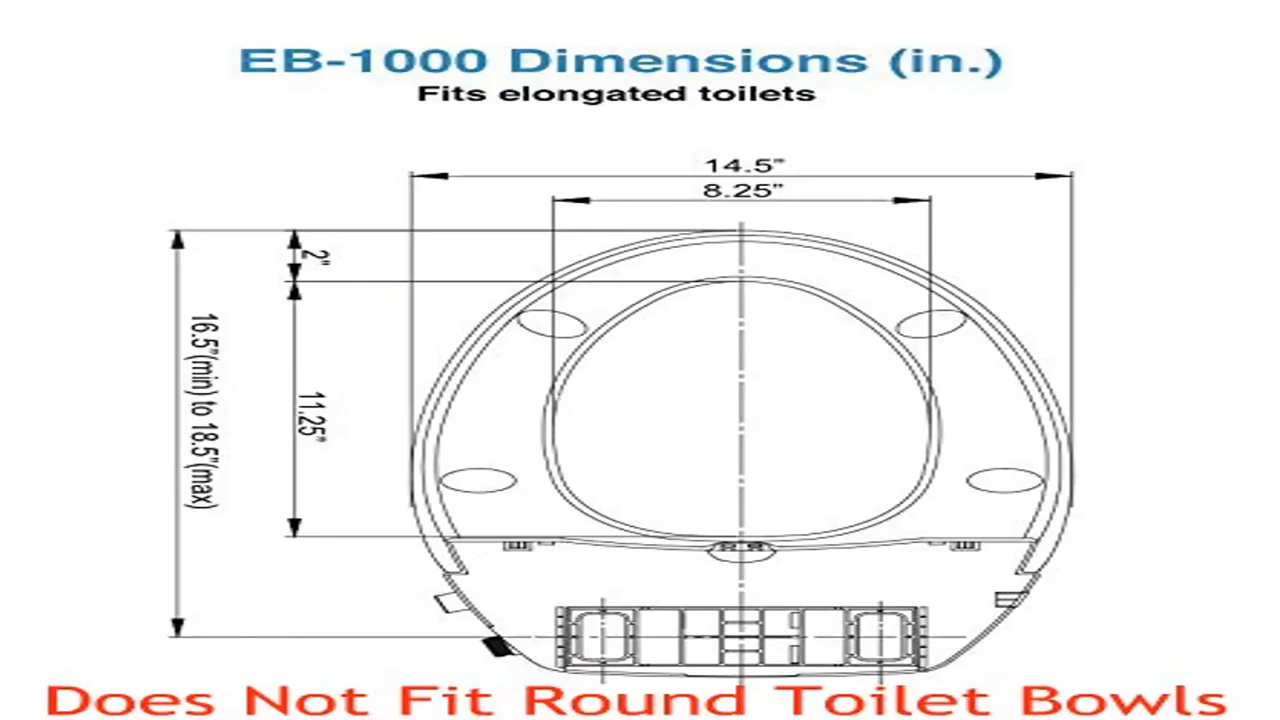 EB-1000 Dimensions (in.)
Fits elongated toilets
14.5”
8.25”
2”
16.5”(min) to 18.5”(max)
11.25”
Does Not Fit Round Toilet Bowls